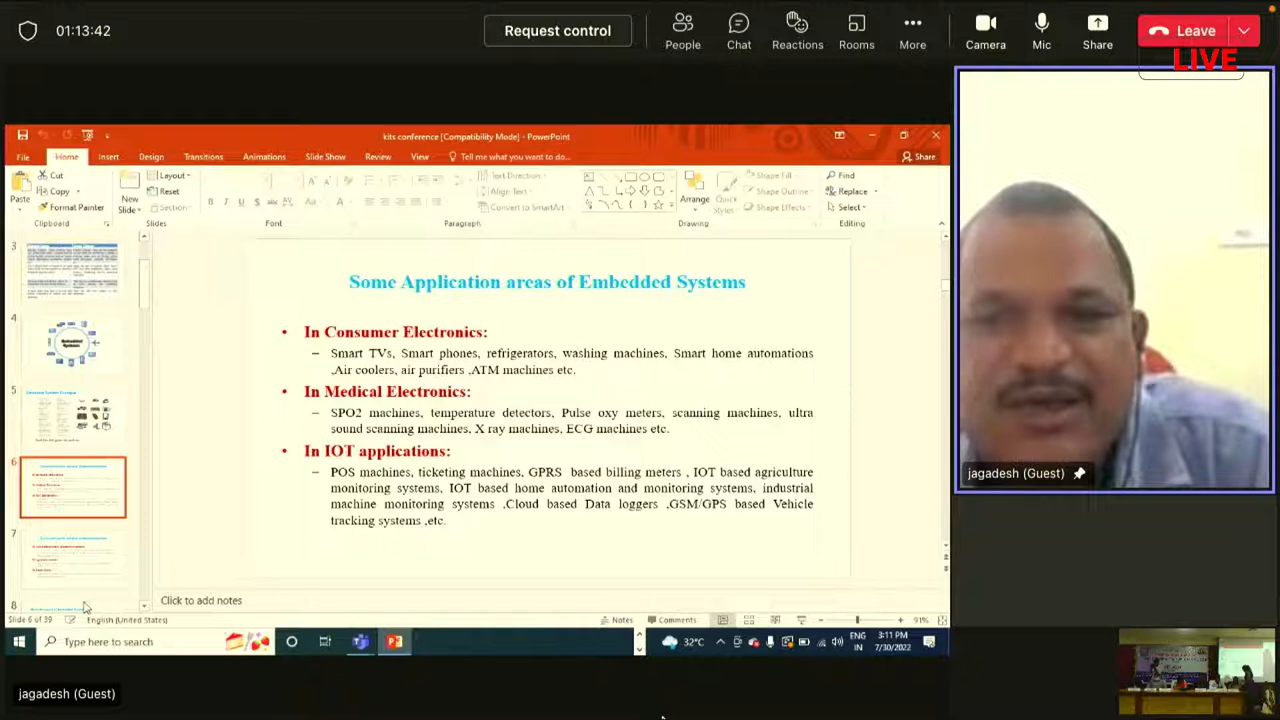 01:13:42
Request control
People
Chat
Reactions
Rooms
More
Camera
Mic
Share
Leave
LIVE
kits conference [Compatibility Mode] - PowerPoint
File
Home
Insert
Design
Transitions
Animations
Slide Show
Review
View
Tell me what you want to do...
Share
Paste
Cut
Copy
Format Painter
Clipboard
New Slide
Layout
Reset
Section
Slides
Font
Text Direction
Align Text
Convert to SmartArt
Paragraph
Arrange
Quick Styles
Shape Fill
Shape Outline
Shape Effects
Drawing
Find
Replace
Select
Editing
3
4
5
6
7
8
Some Application areas of Embedded Systems
• In Consumer Electronics:
– Smart TVs, Smart phones, refrigerators, washing machines, Smart home automations
,Air coolers, air purifiers ,ATM machines etc.
• In Medical Electronics:
– SPO2 machines, temperature detectors, Pulse oxy meters, scanning machines, ultra
sound scanning machines, X ray machines, ECG machines etc.
• In IOT applications:
– POS machines, ticketing machines, GPRS based billing meters , IOT based agriculture
monitoring systems, IOT based home automation and monitoring systems, industrial
machine monitoring systems ,Cloud based Data loggers ,GSM/GPS based Vehicle
tracking systems ,etc.
Click to add notes
Slide 6 of 39
English (United States)
Notes
Comments
91%
Type here to search
32°C
ENG
IN
3:11 PM
7/30/2022
jagadesh (Guest)
jagadesh (Guest)